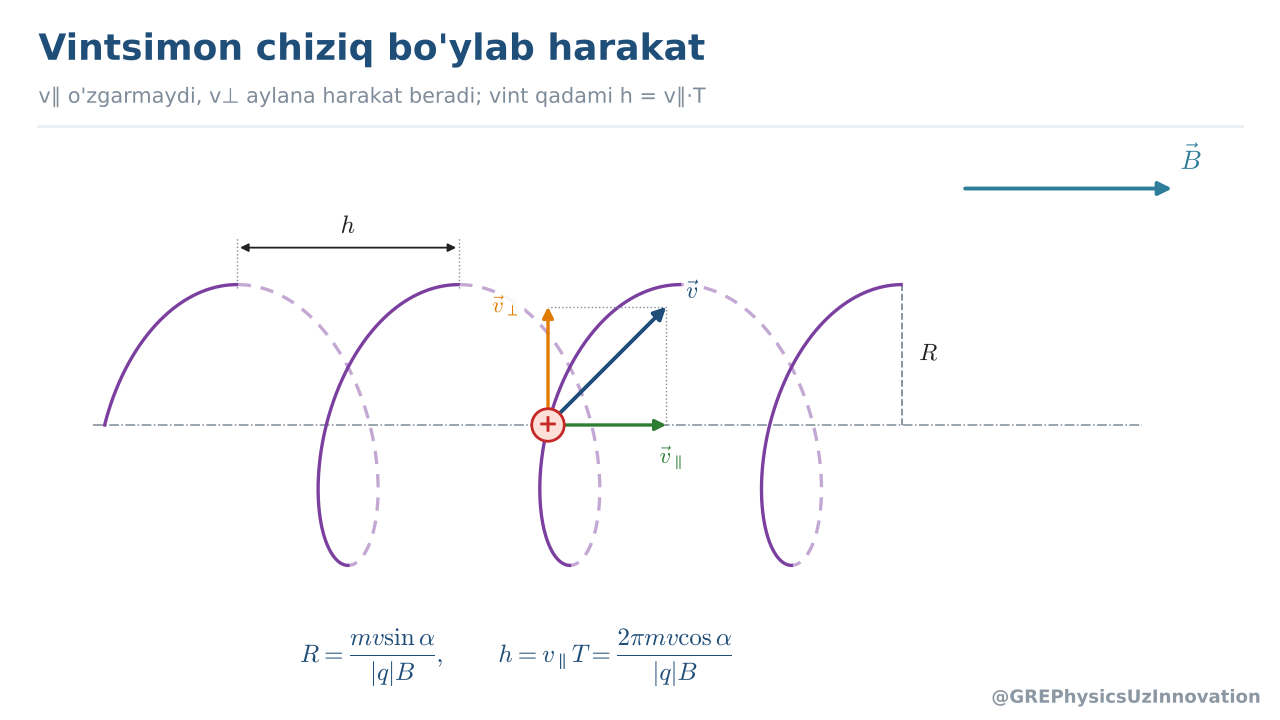 Vintsimon chiziq bo'ylab harakat
v∥ o'zgarmaydi, v⊥ aylana harakat beradi; vint qadami h = v∥·T
B⃗
h
v⃗⊥
v⃗
R
+
v⃗∥
R = mv sin α / |q|B, h = v∥ T = 2πmv cos α / |q|B
@GREPhysicsUzInnovation